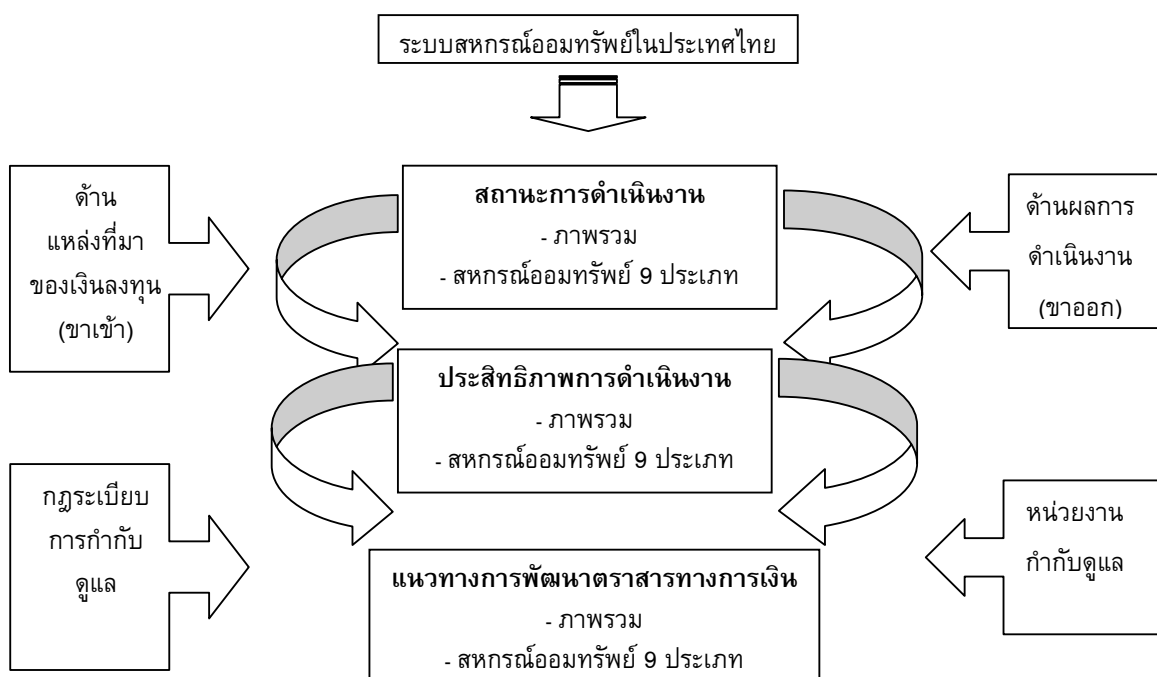 ระบบสหกรณ์ออมทรัพย์ในประเทศไทย
ด้าน
แหล่งที่มา
ของเงินลงทุน
(ขาเข้า)
สถานะการดำเนินงาน
- ภาพรวม
- สหกรณ์ออมทรัพย์ 9 ประเภท
ด้านผลการ
ดำเนินงาน
(ขาออก)
ประสิทธิภาพการดำเนินงาน
- ภาพรวม
- สหกรณ์ออมทรัพย์ 9 ประเภท
กฎระเบียบ
การกำกับ
ดูแล
หน่วยงาน
กำกับดูแล
แนวทางการพัฒนาตราสารทางการเงิน
- ภาพรวม
- สหกรณ์ออมทรัพย์ 9 ประเภท